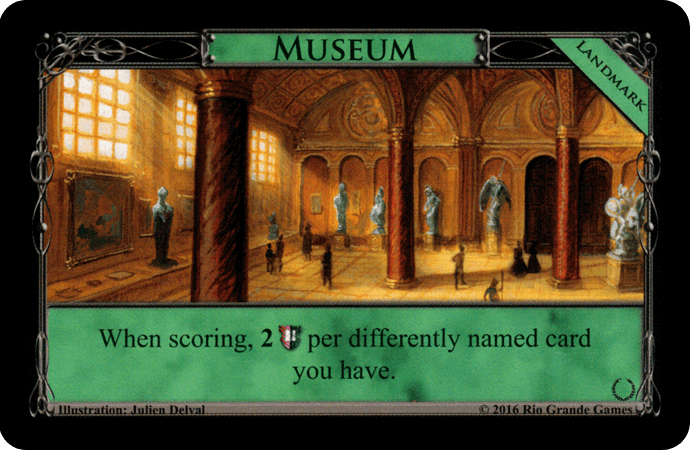 MUSEUM
LANDMARK
When scoring, 2 per differently named card
you have.
Illustration: Julien Delval
© 2016 Rio Grande Games